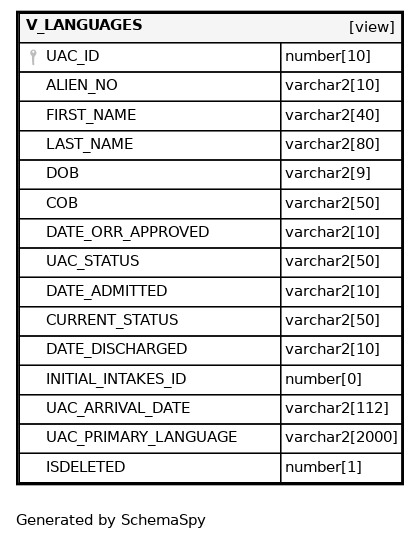 V_LANGUAGES [view]
UAC_ID number[10]
ALIEN_NO varchar2[10]
FIRST_NAME varchar2[40]
LAST_NAME varchar2[80]
DOB varchar2[9]
COB varchar2[50]
DATE_ORR_APPROVED varchar2[10]
UAC_STATUS varchar2[50]
DATE_ADMITTED varchar2[10]
CURRENT_STATUS varchar2[50]
DATE_DISCHARGED varchar2[10]
INITIAL_INTAKES_ID number[0]
UAC_ARRIVAL_DATE varchar2[112]
UAC_PRIMARY_LANGUAGE varchar2[2000]
ISDELETED number[1]
Generated by SchemaSpy